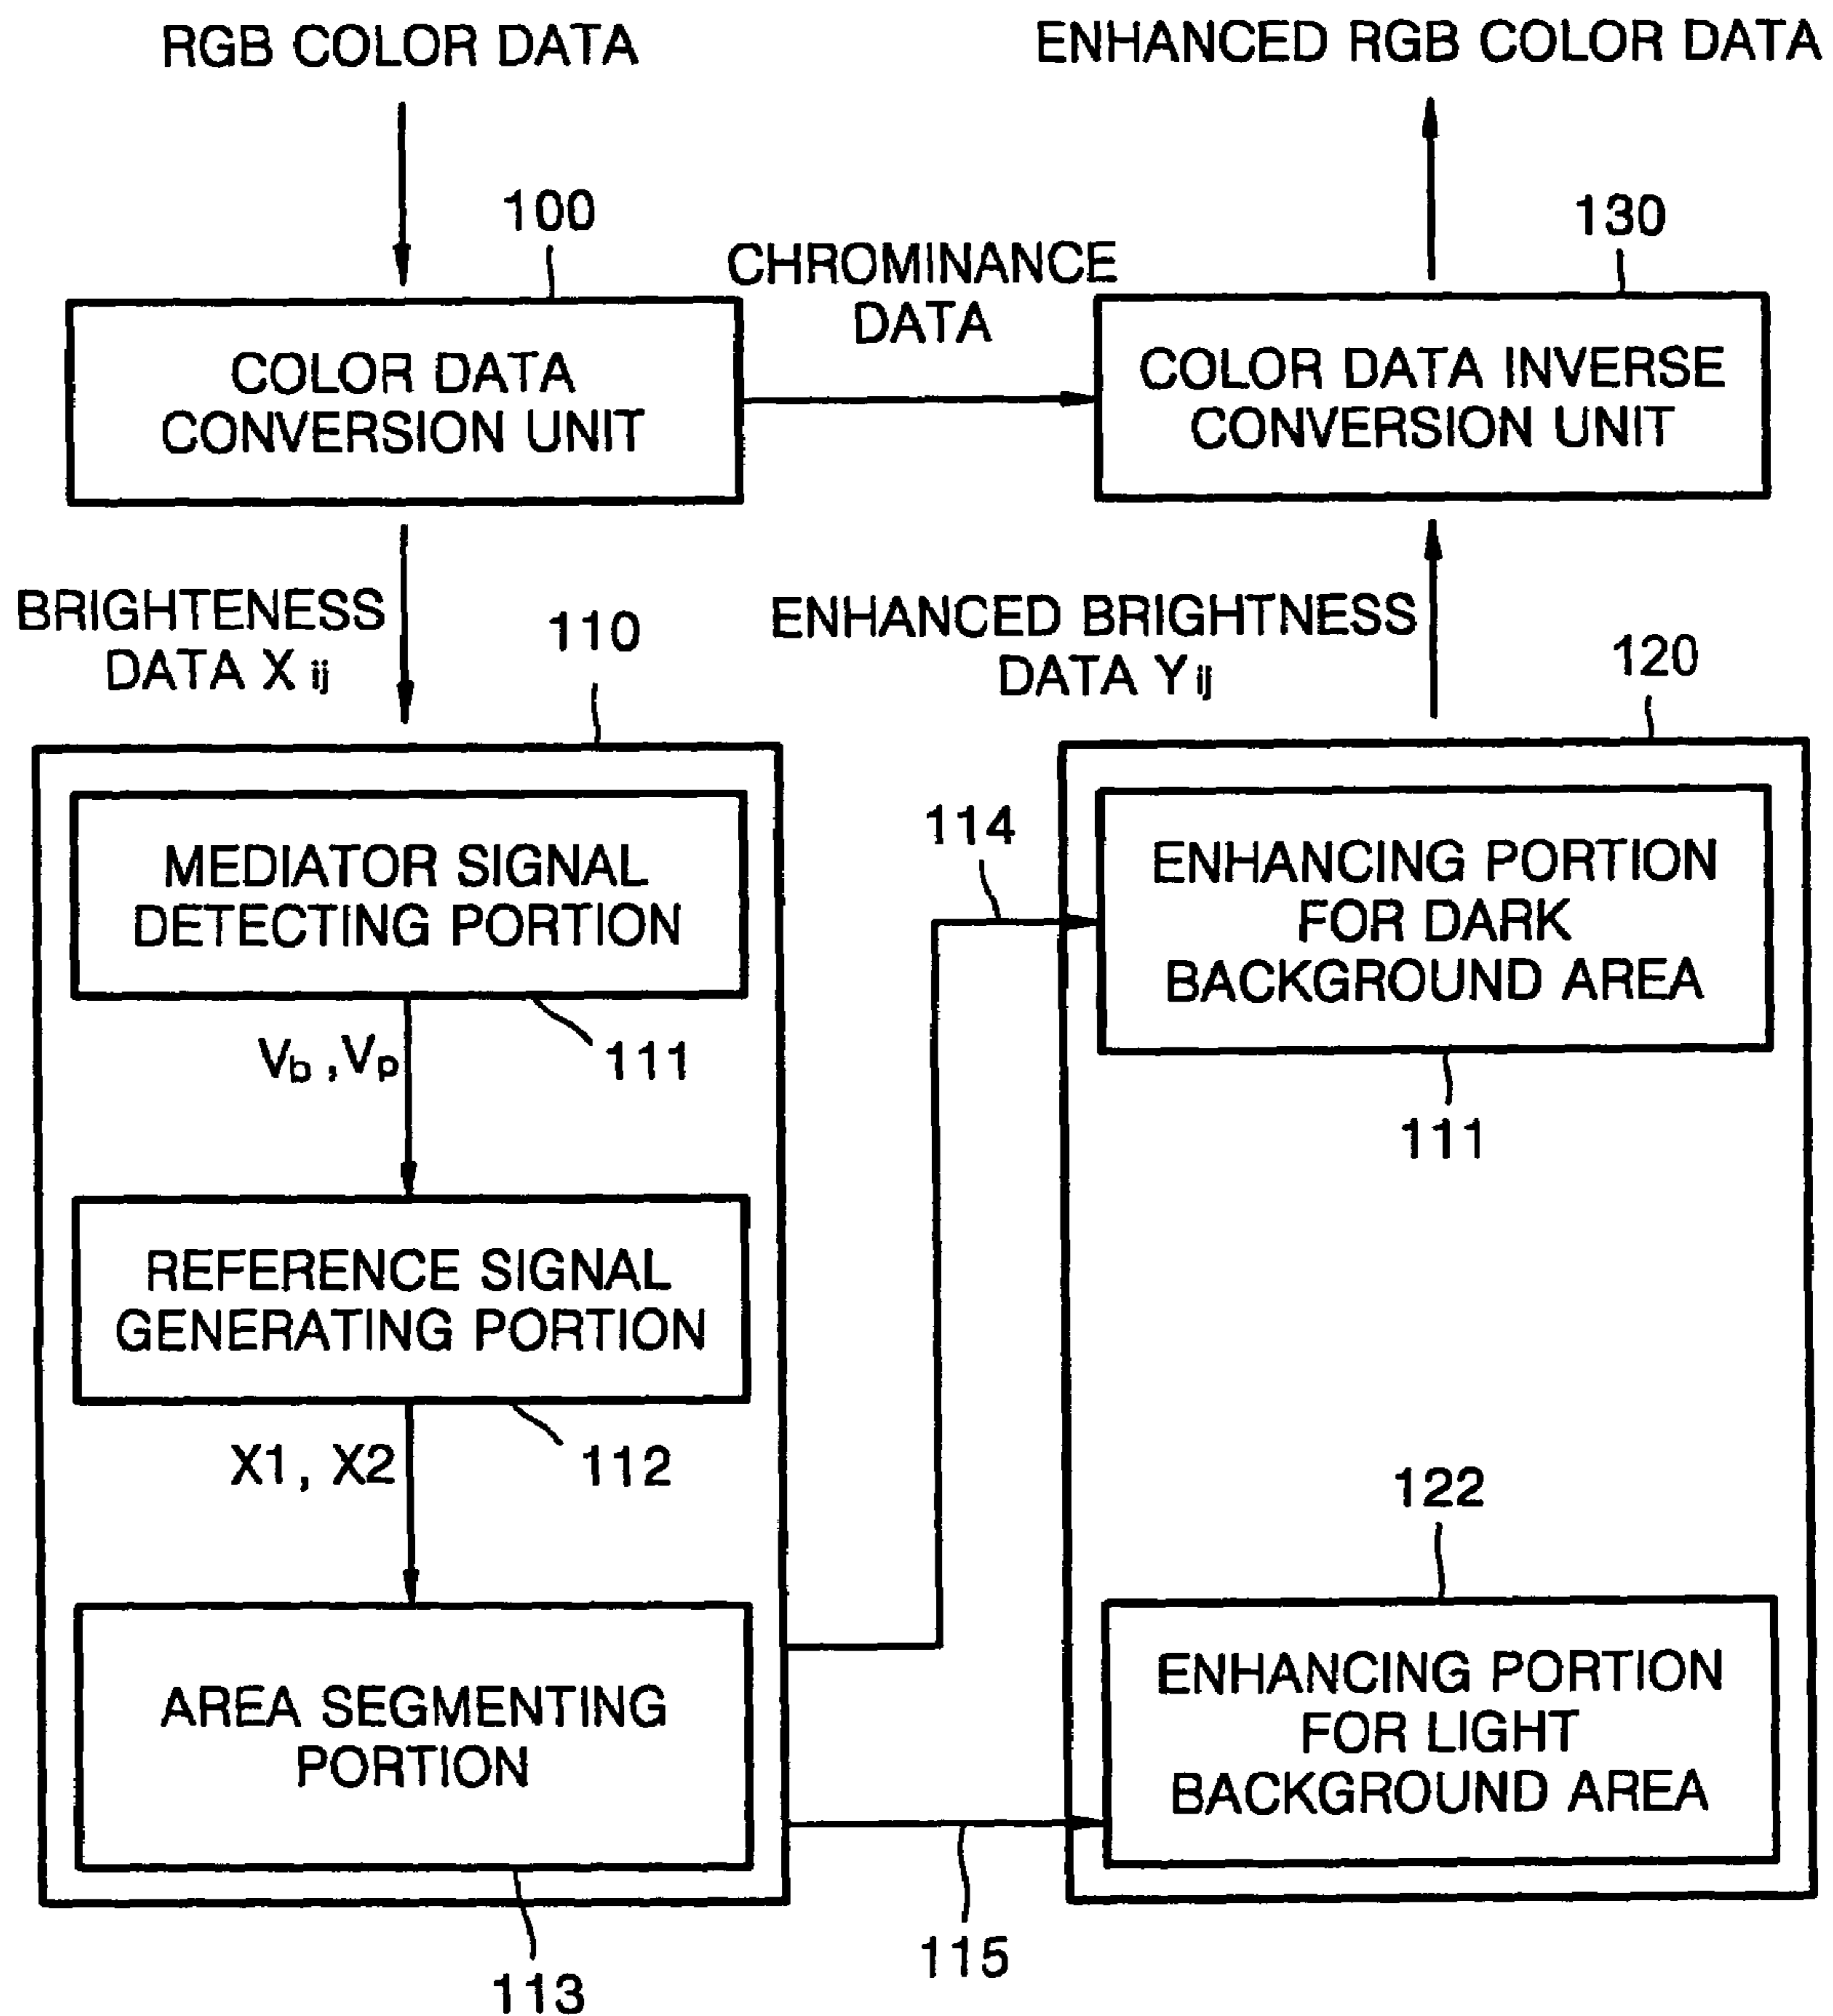 RGB COLOR DATA
ENHANCED RGB COLOR DATA
100
130
CHROMINANCE
DATA
COLOR DATA
CONVERSION UNIT
COLOR DATA INVERSE
CONVERSION UNIT
BRIGHTENESS
DATA X ij
110
ENHANCED BRIGHTNESS
DATA Y ij
120
MEDIATOR SIGNAL
DETECTING PORTION
111
Vb ,Vp
114
ENHANCING PORTION
FOR DARK
BACKGROUND AREA
111
REFERENCE SIGNAL
GENERATING PORTION
112
X1, X2
122
AREA SEGMENTING
PORTION
113
ENHANCING PORTION
FOR LIGHT
BACKGROUND AREA
115